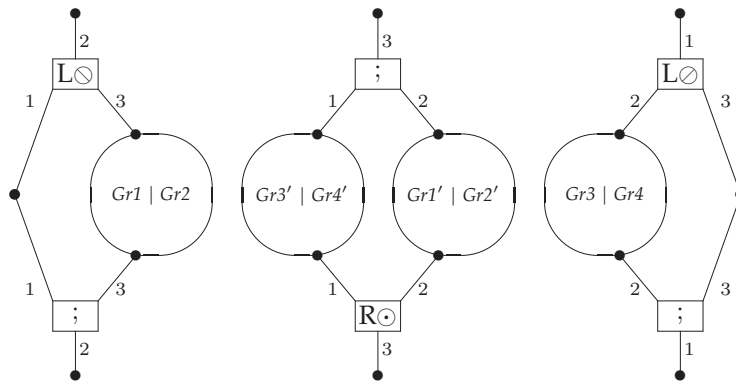 2 3 1
L⦸ ; L⊘
1 3 1 2 2 3
Gr1 | Gr2 Gr3′ | Gr4′ Gr1′ | Gr2′ Gr3 | Gr4
1 3 1 2 2 3
; R⊙ ;
2 3 1